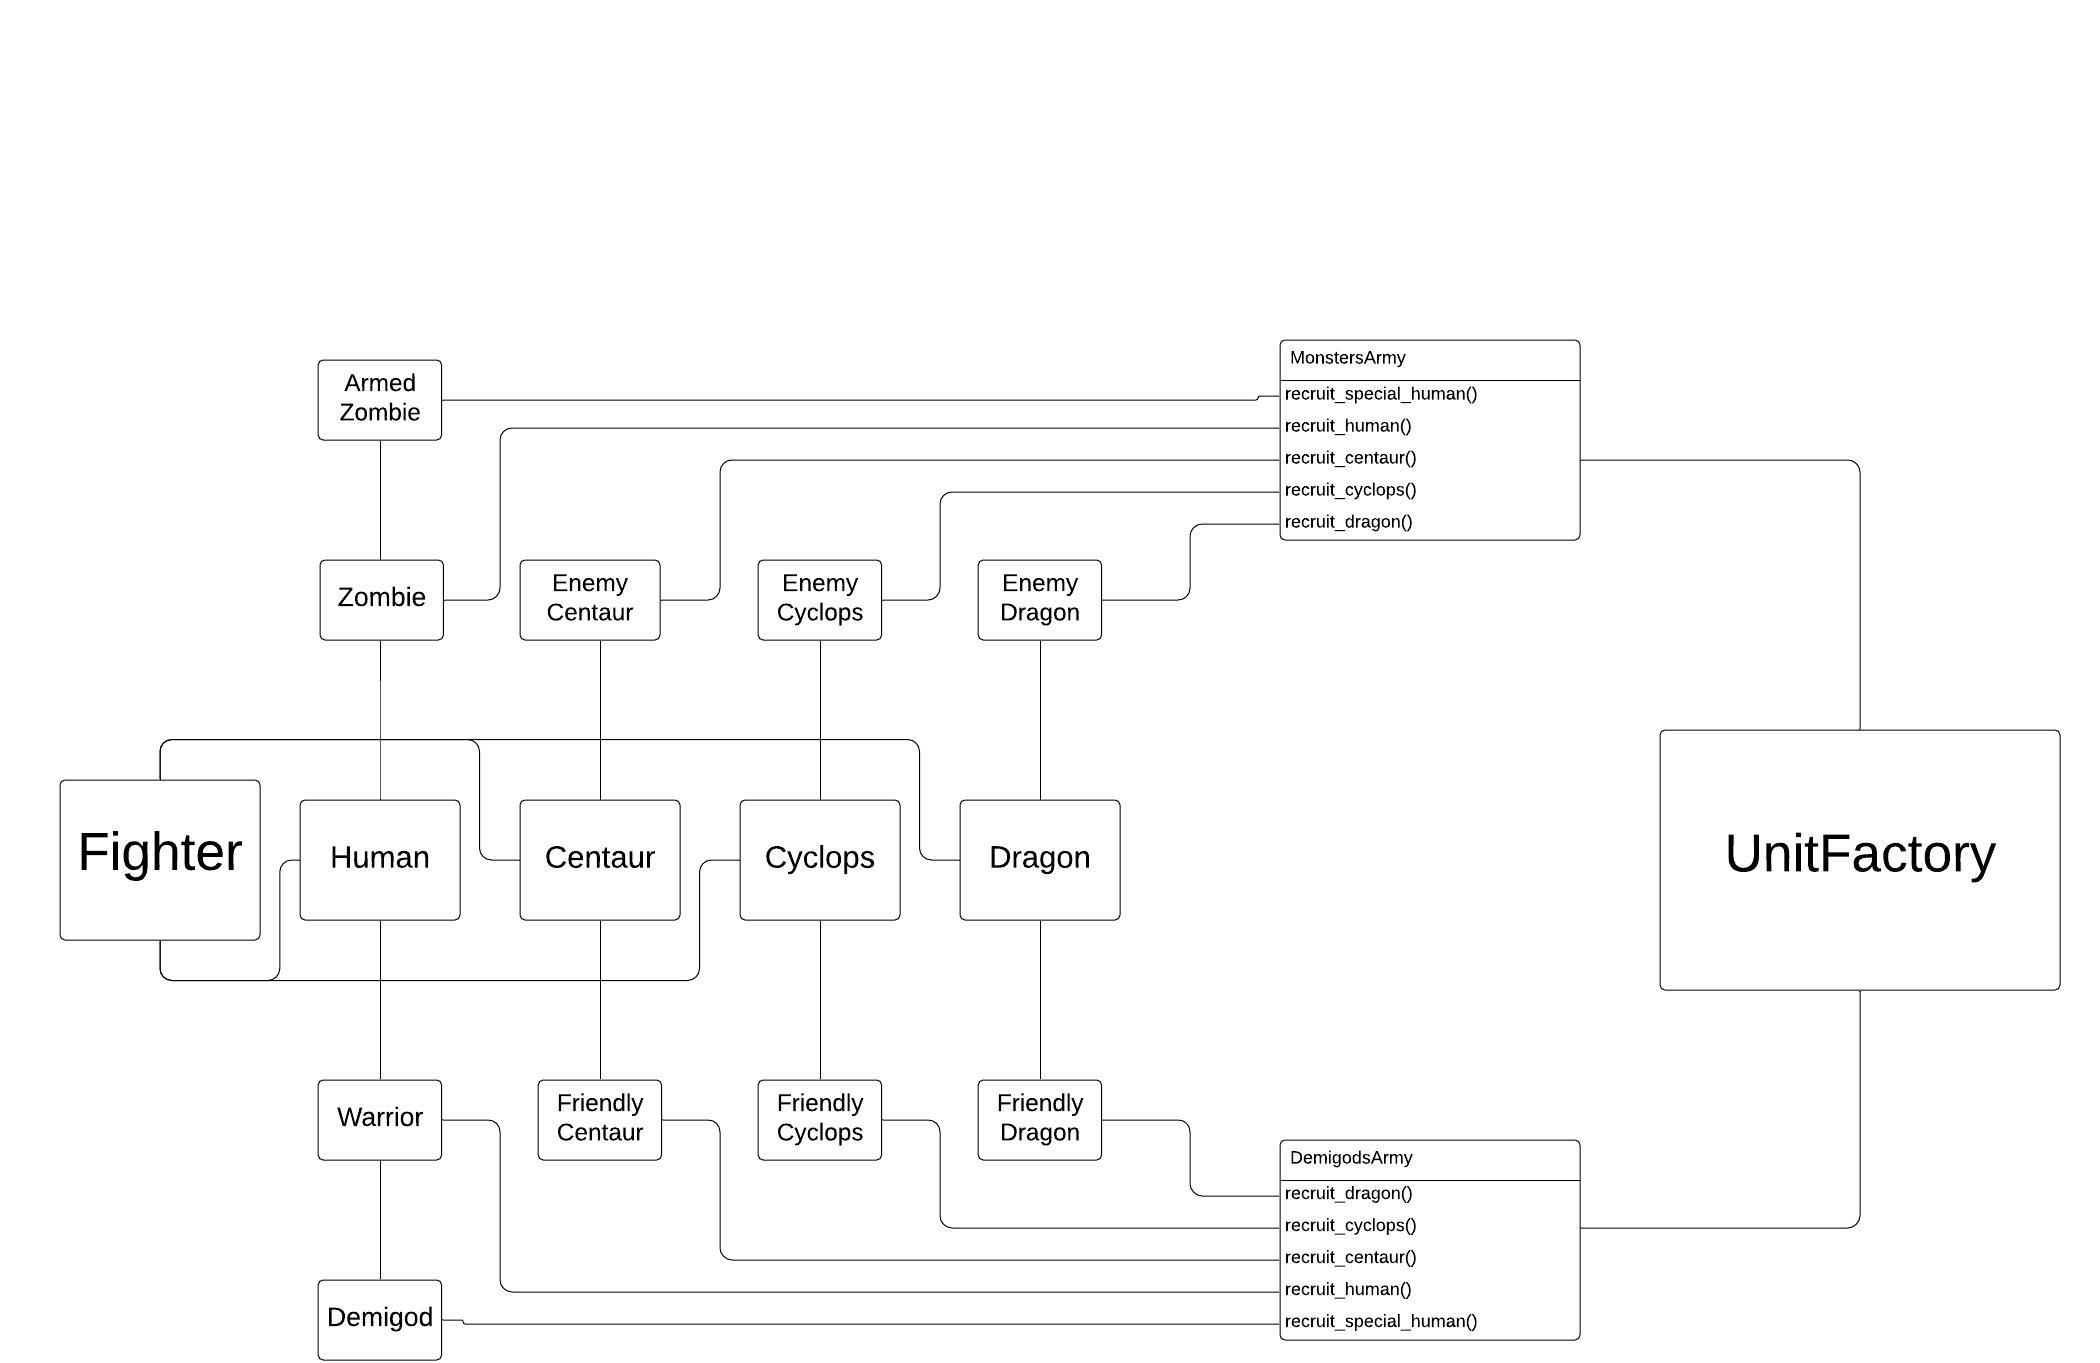 Armed
Zombie
MonstersArmy
recruit_special_human()
recruit_human()
recruit_centaur()
recruit_cyclops()
recruit_dragon()
Zombie
Enemy
Centaur
Enemy
Cyclops
Enemy
Dragon
Fighter
Human
Centaur
Cyclops
Dragon
UnitFactory
Warrior
Friendly
Centaur
Friendly
Cyclops
Friendly
Dragon
DemigodsArmy
recruit_dragon()
recruit_cyclops()
recruit_centaur()
recruit_human()
recruit_special_human()
Demigod